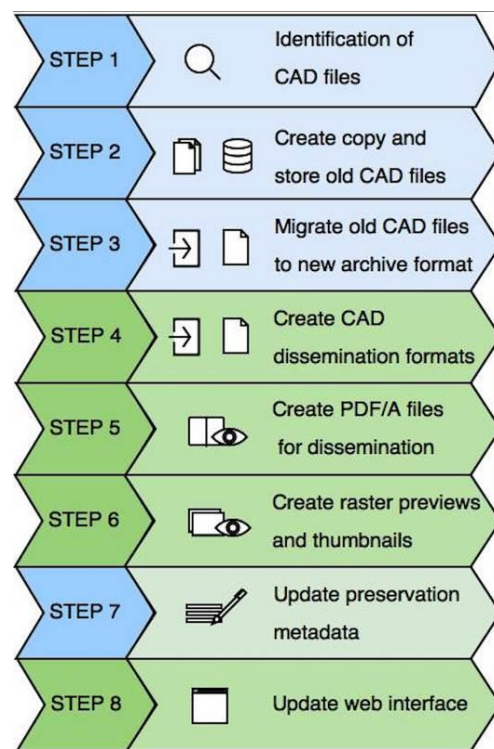 STEP 1
Identification of
CAD files
STEP 2
Create copy and
store old CAD files
STEP 3
Migrate old CAD files
to new archive format
STEP 4
Create CAD
dissemination formats
STEP 5
Create PDF/A files
for dissemination
STEP 6
Create raster previews
and thumbnails
STEP 7
Update preservation
metadata
STEP 8
Update web interface